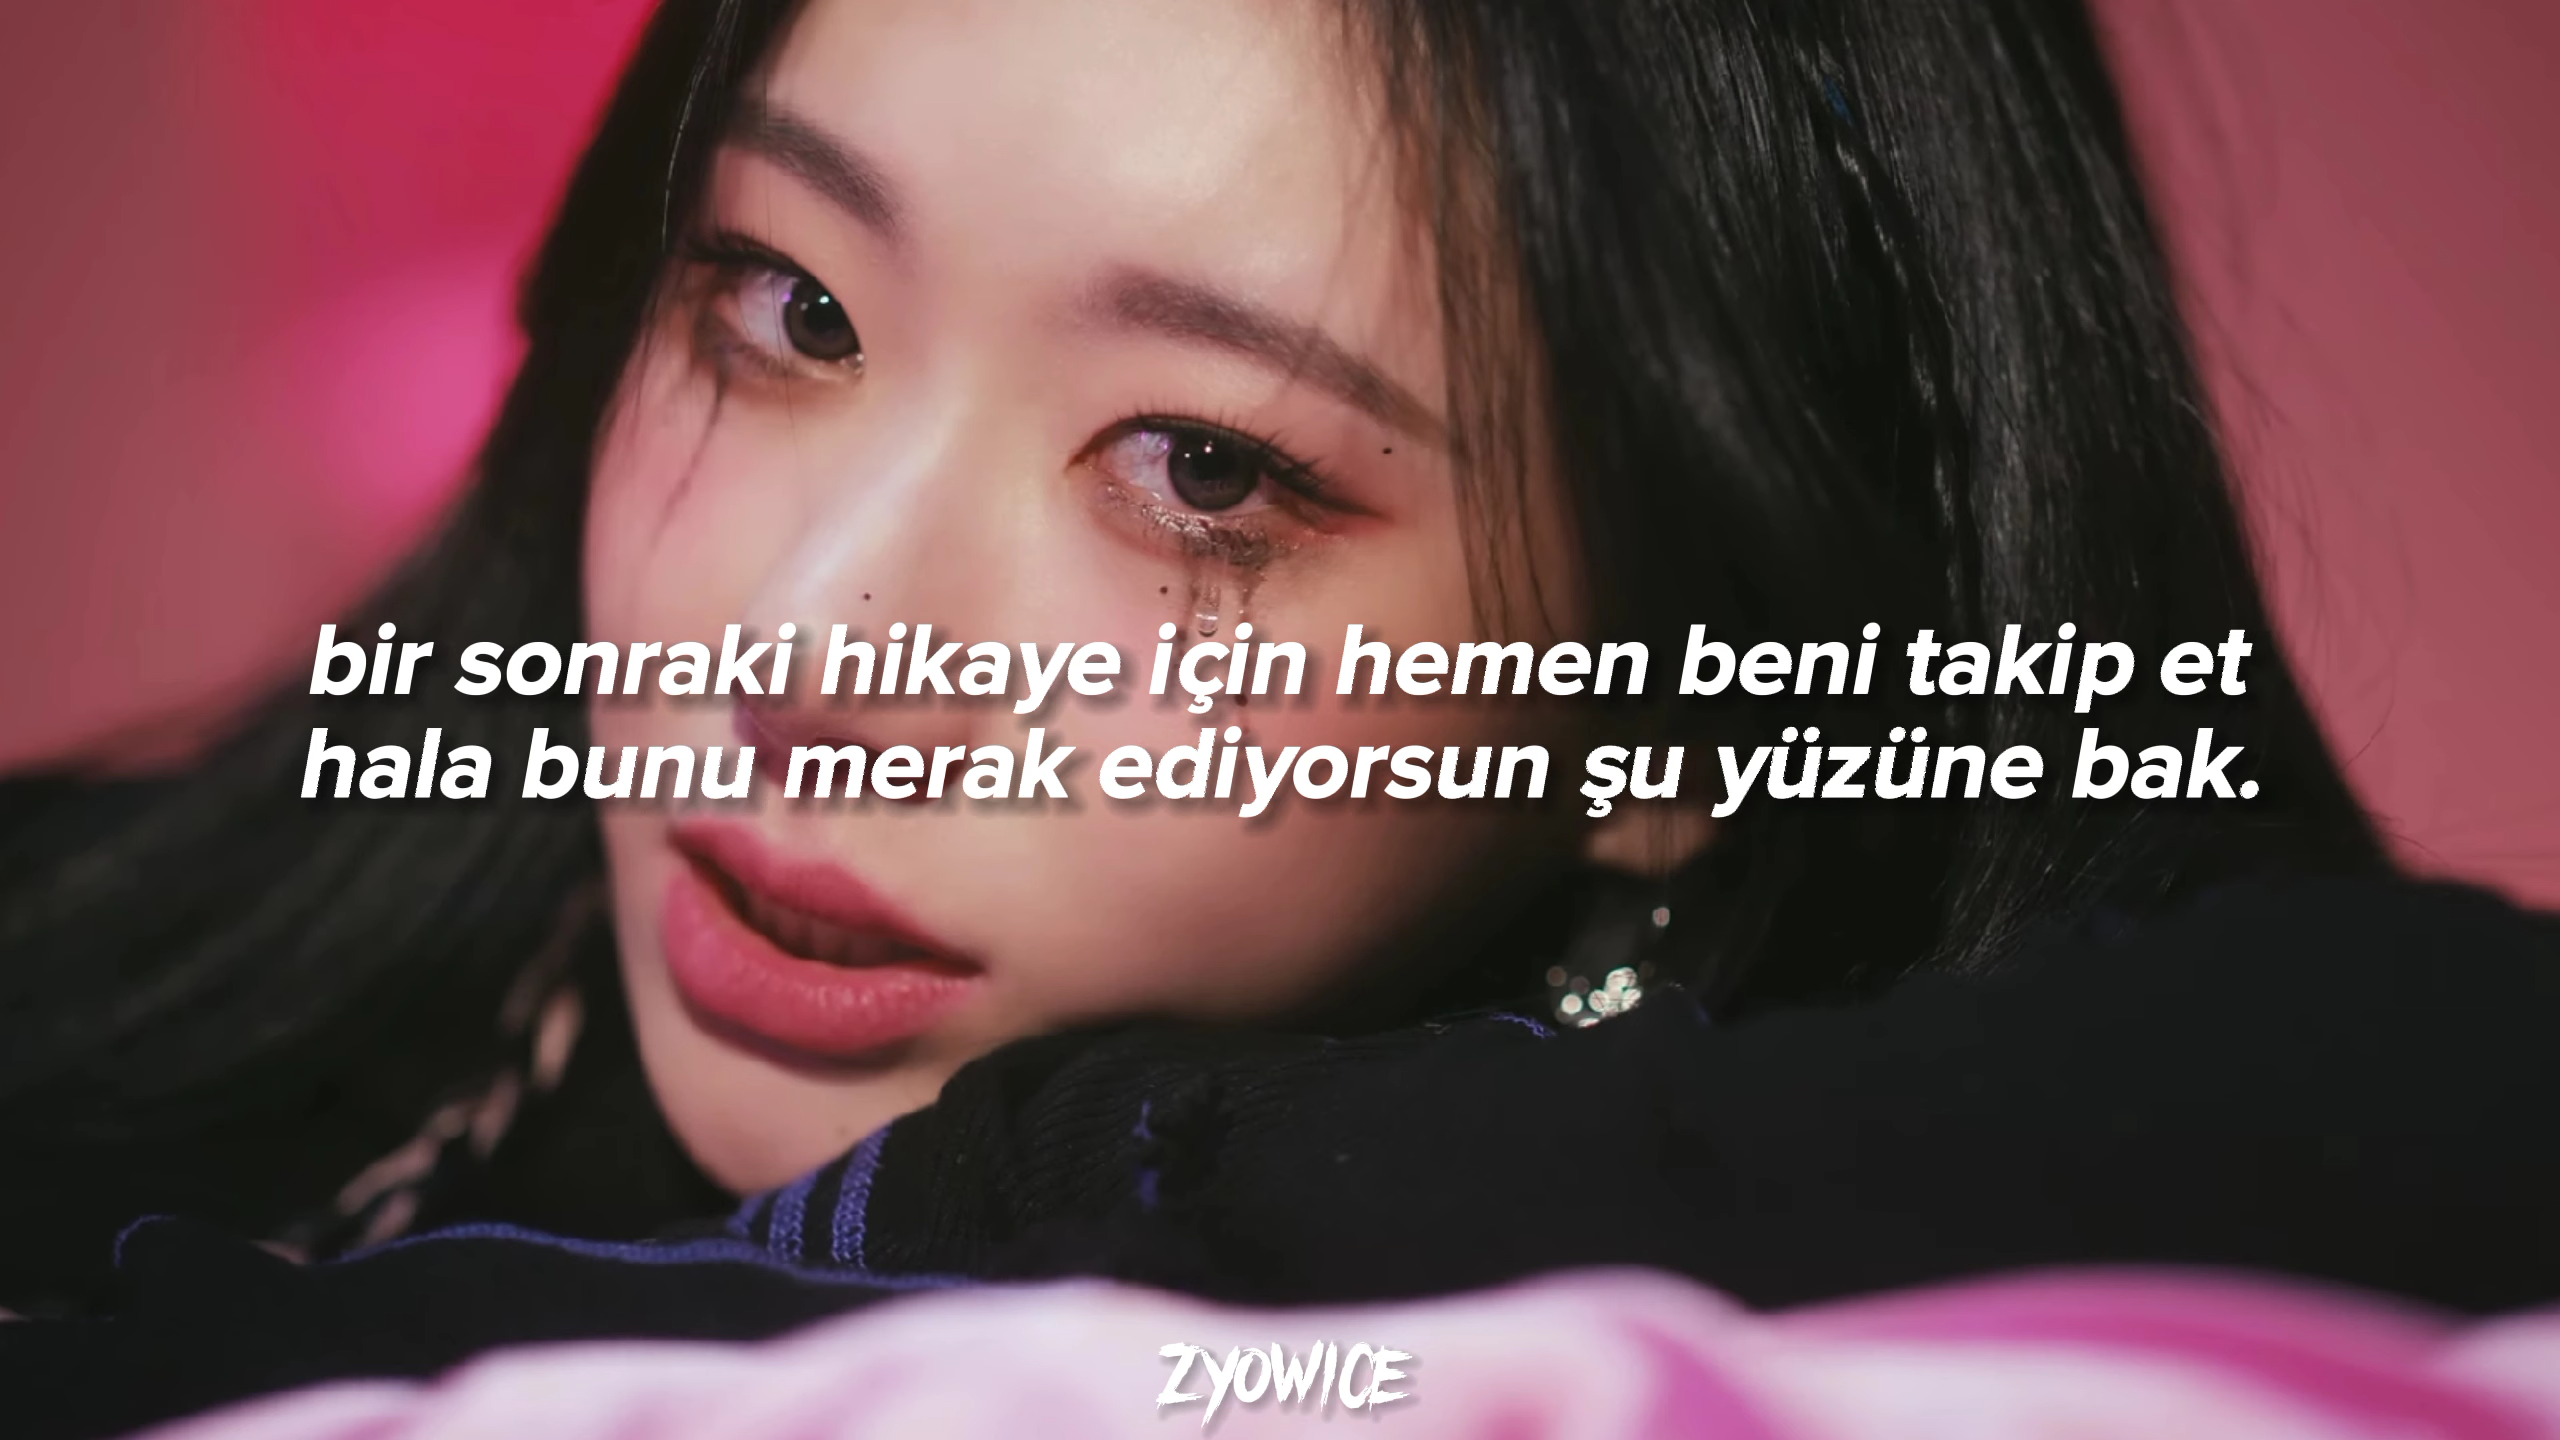 bir sonraki hikaye için hemen beni takip et
hala bunu merak ediyorsun şu yüzüne bak.
ZYOWICE